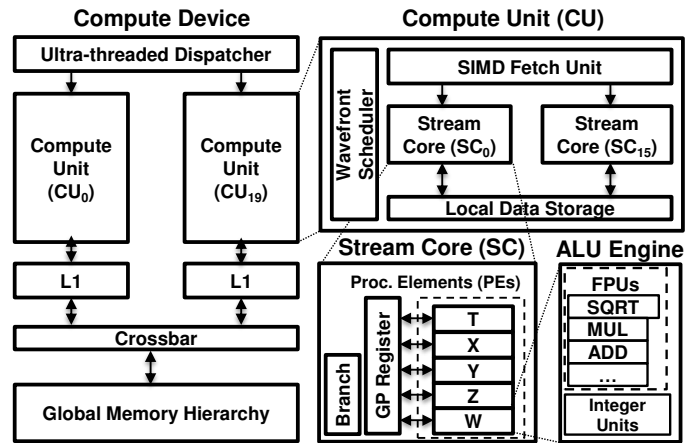 Compute Device
Ultra-threaded Dispatcher
Compute
Unit
(CU0)
Compute
Unit
(CU19)
L1
L1
Crossbar
Global Memory Hierarchy
Compute Unit (CU)
Wavefront
Scheduler
SIMD Fetch Unit
Stream
Core (SC0)
Stream
Core (SC15)
Local Data Storage
Stream Core (SC)
Proc. Elements (PEs)
Branch
GP Register
T
X
Y
Z
W
ALU Engine
FPUs
SQRT
MUL
ADD
...
Integer
Units